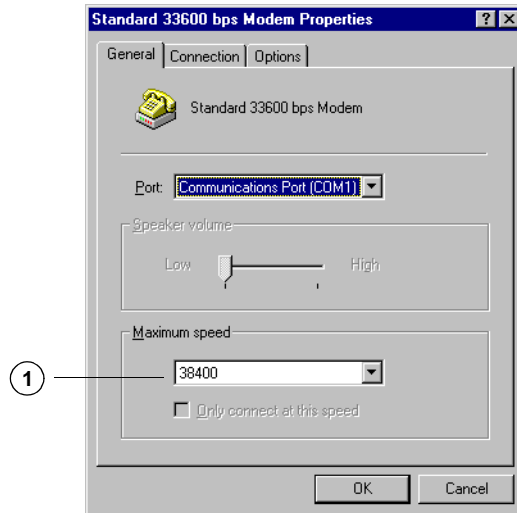 Standard 33600 bps Modem Properties
General Connection Options
Standard 33600 bps Modem
Port: Communications Port (COM1)
Speaker volume
Low High
Maximum speed
1 38400
Only connect at this speed
OK Cancel